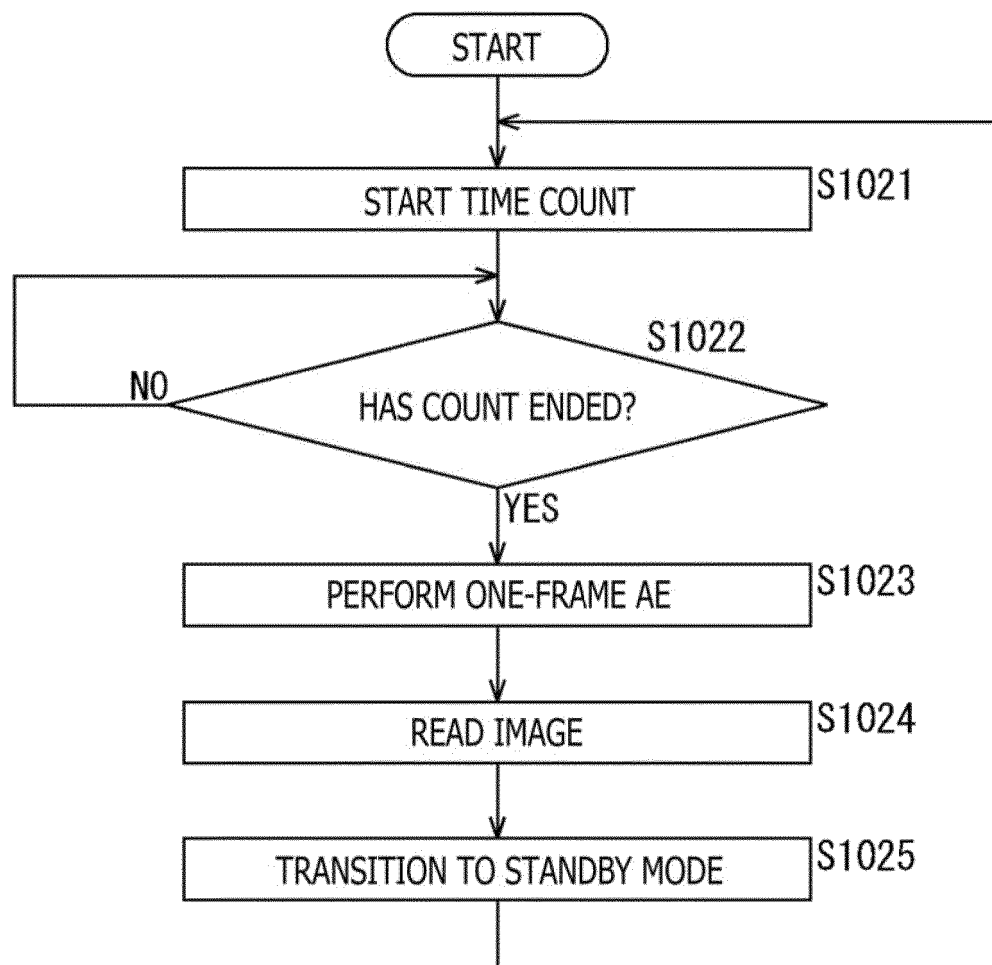 START
START TIME COUNT
S1021
S1022
NO
HAS COUNT ENDED?
YES
PERFORM ONE-FRAME AE
S1023
READ IMAGE
S1024
TRANSITION TO STANDBY MODE
S1025